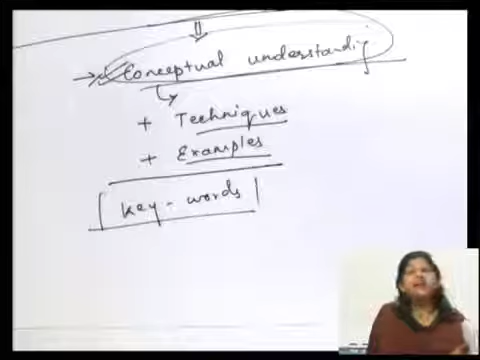 Conceptual understanding
+ Techniques
+ Examples
key-words